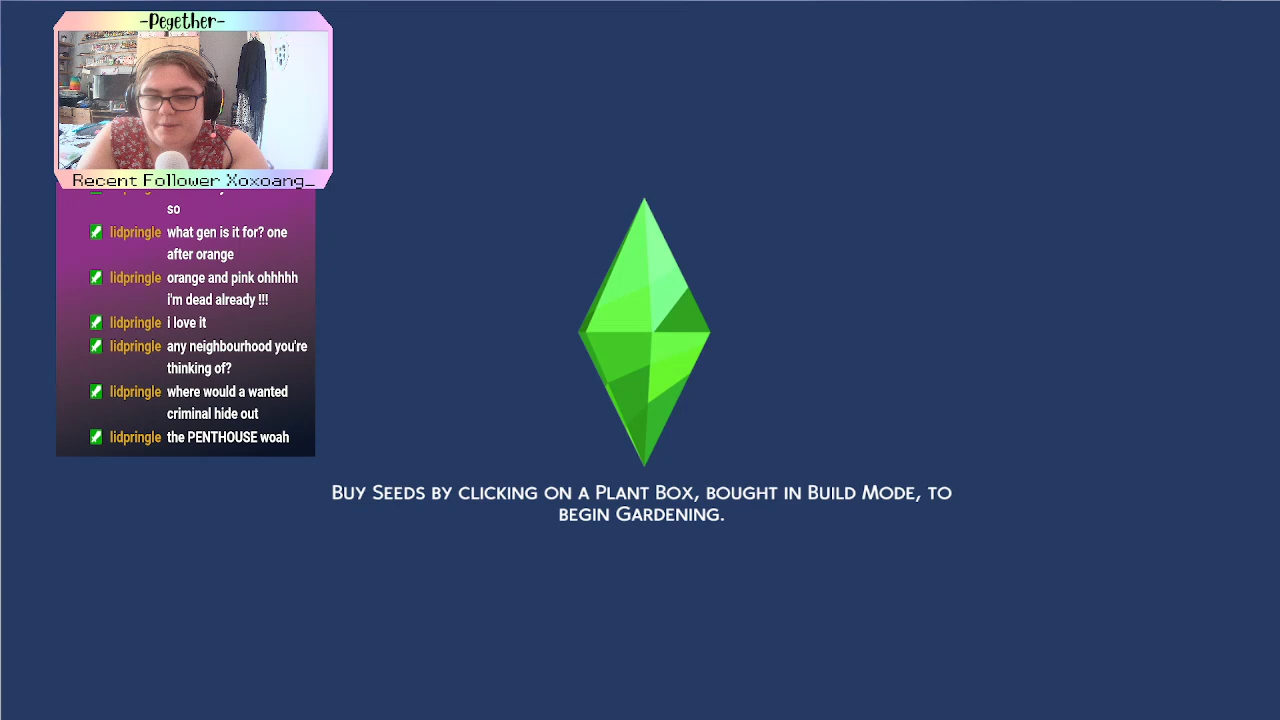 -Pegether-
Recent Follower Xoxoang_
so
lidpringle what gen is it for? one
after orange
lidpringle orange and pink ohhhhh
i'm dead already !!!
lidpringle i love it
lidpringle any neighbourhood you're
thinking of?
lidpringle where would a wanted
criminal hide out
lidpringle the PENTHOUSE woah
Buy Seeds by clicking on a Plant Box, bought in Build Mode, to
begin Gardening.